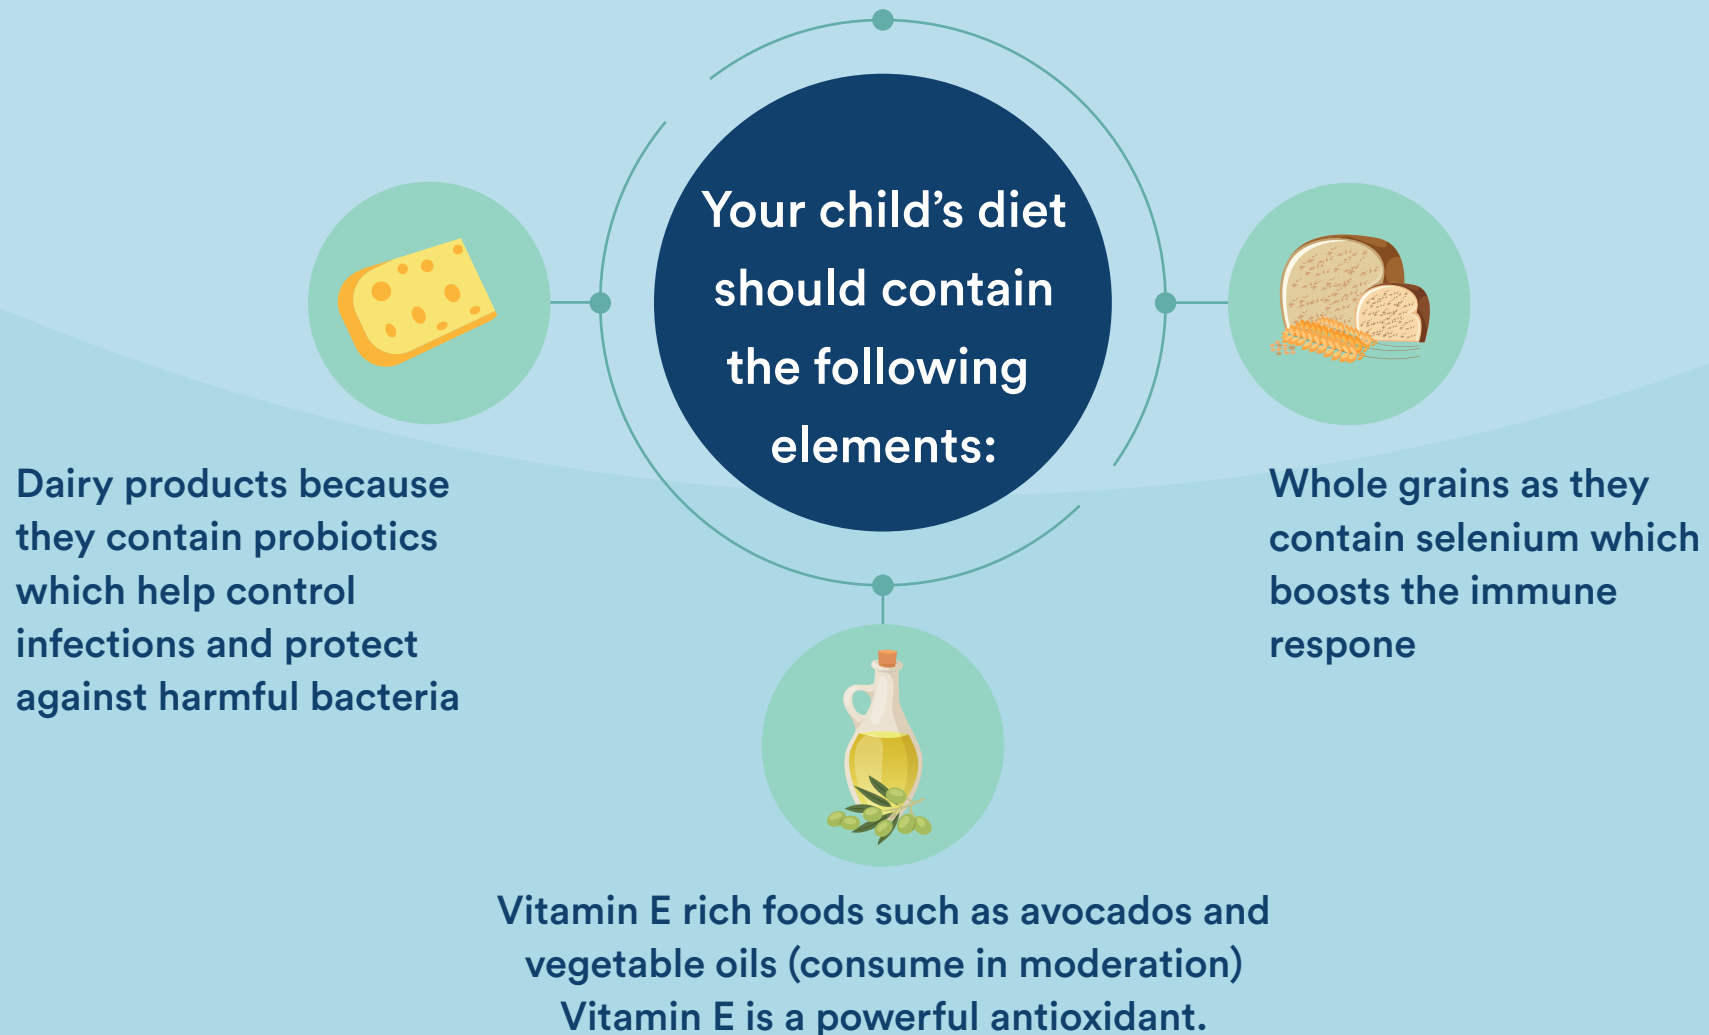 Your child’s diet
should contain
the following
elements:
Dairy products because
they contain probiotics
which help control
infections and protect
against harmful bacteria
Whole grains as they
contain selenium which
boosts the immune
respone
Vitamin E rich foods such as avocados and
vegetable oils (consume in moderation)
Vitamin E is a powerful antioxidant.